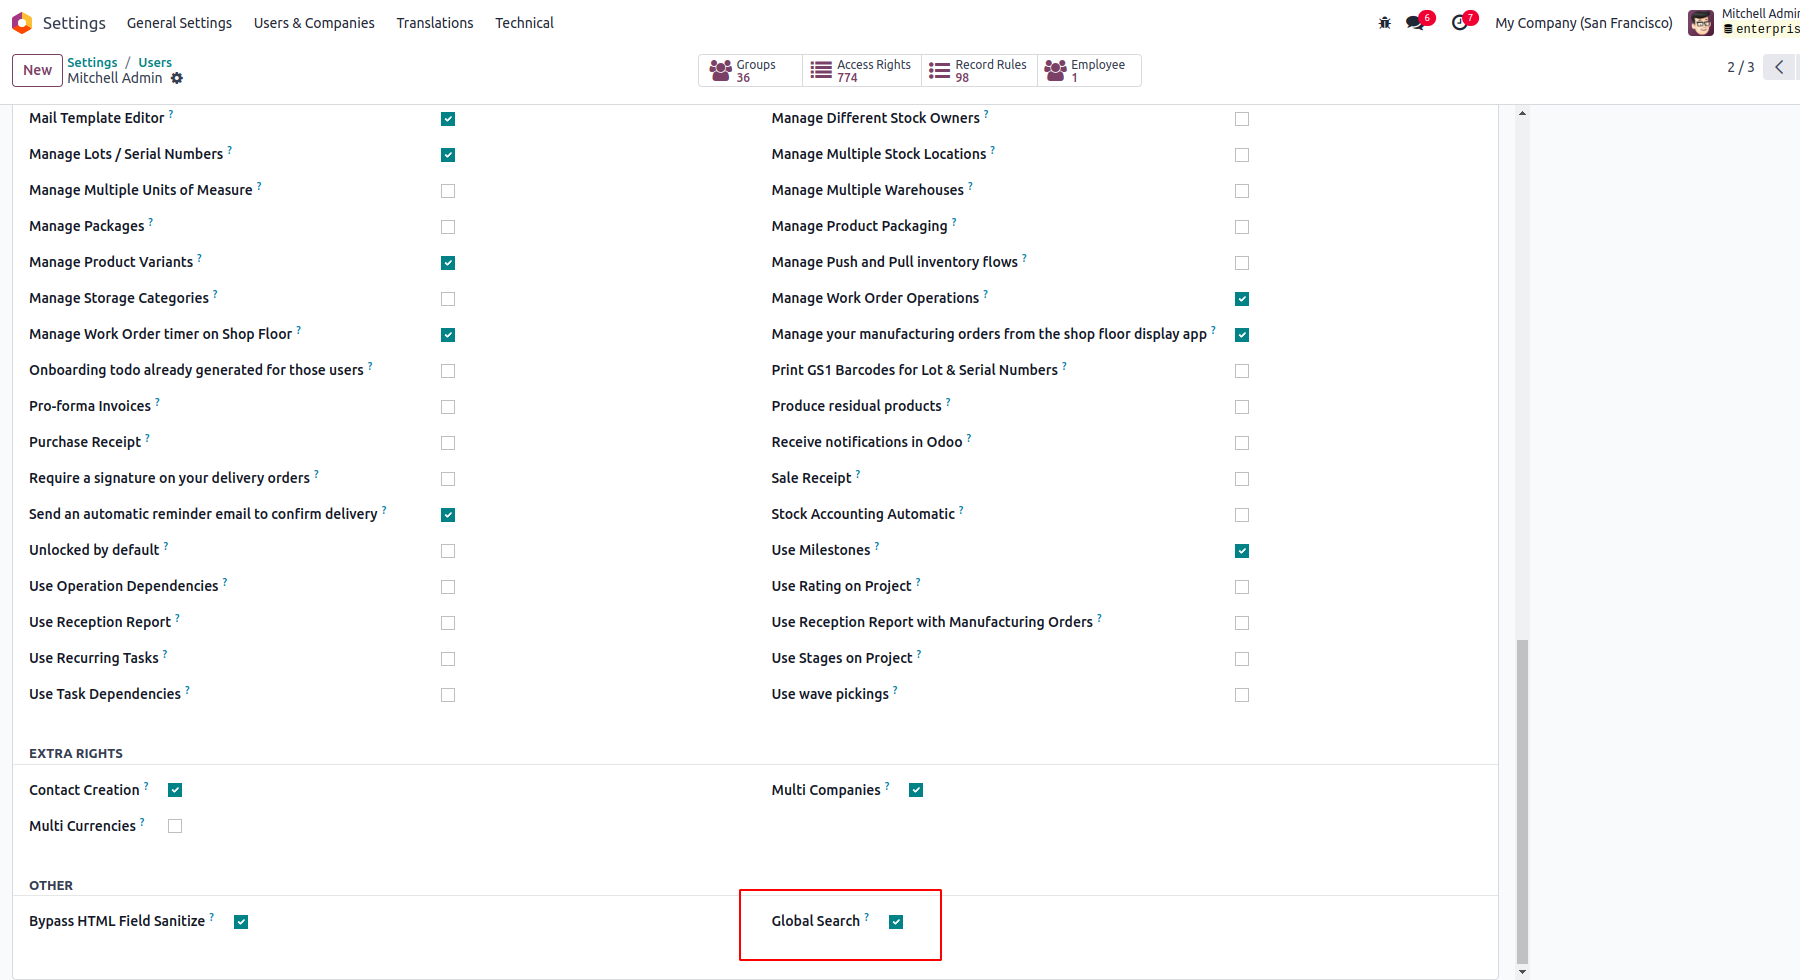 Settings General Settings Users & Companies Translations Technical 6 7 My Company (San Francisco) Mitchell Admin
enterpris
New Settings / Users
Mitchell Admin
Groups 36 Access Rights 774 Record Rules 98 Employee 1
2 / 3
Mail Template Editor ? Manage Different Stock Owners ?
Manage Lots / Serial Numbers ? Manage Multiple Stock Locations ?
Manage Multiple Units of Measure ? Manage Multiple Warehouses ?
Manage Packages ? Manage Product Packaging ?
Manage Product Variants ? Manage Push and Pull inventory flows ?
Manage Storage Categories ? Manage Work Order Operations ?
Manage Work Order timer on Shop Floor ? Manage your manufacturing orders from the shop floor display app ?
Onboarding todo already generated for those users ? Print GS1 Barcodes for Lot & Serial Numbers ?
Pro-forma Invoices ? Produce residual products ?
Purchase Receipt ? Receive notifications in Odoo ?
Require a signature on your delivery orders ? Sale Receipt ?
Send an automatic reminder email to confirm delivery ? Stock Accounting Automatic ?
Unlocked by default ? Use Milestones ?
Use Operation Dependencies ? Use Rating on Project ?
Use Reception Report ? Use Reception Report with Manufacturing Orders ?
Use Recurring Tasks ? Use Stages on Project ?
Use Task Dependencies ? Use wave pickings ?
EXTRA RIGHTS
Contact Creation ? Multi Companies ?
Multi Currencies ?
OTHER
Bypass HTML Field Sanitize ? Global Search ?